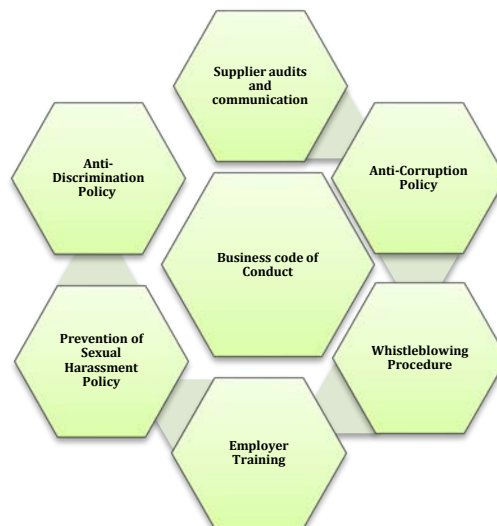 Supplier audits
and
communication
Anti-
Discrimination
Policy
Anti-Corruption
Policy
Business code of
Conduct
Prevention of
Sexual
Harassment
Policy
Whistleblowing
Procedure
Employer
Training